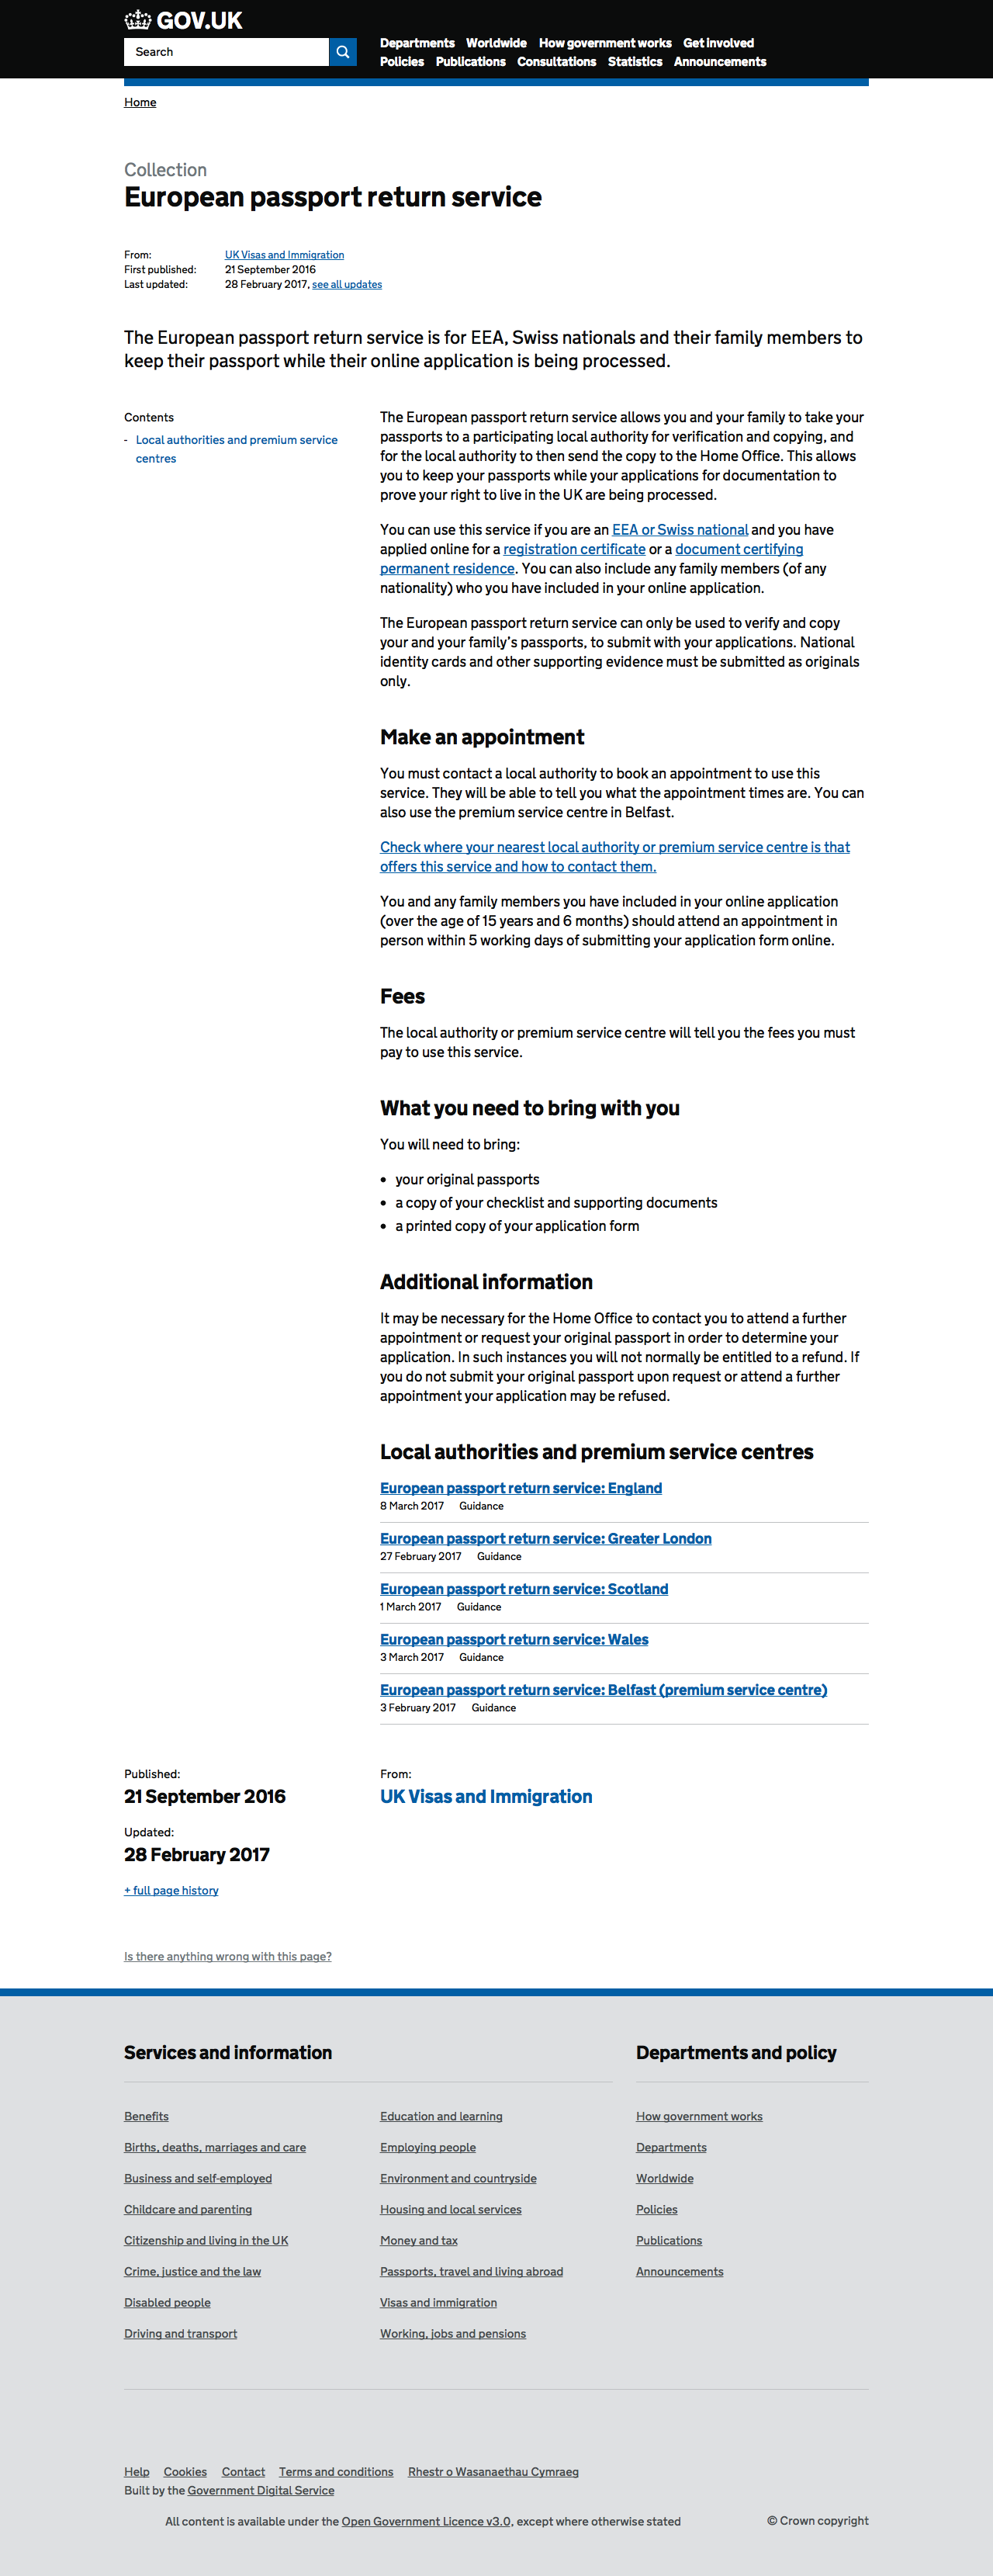 GOV.UK
Search
Departments Worldwide How government works Get involved
Policies Publications Consultations Statistics Announcements
Home
Collection
European passport return service
From: UK Visas and Immigration
First published: 21 September 2016
Last updated: 28 February 2017, see all updates
The European passport return service is for EEA, Swiss nationals and their family members to
keep their passport while their online application is being processed.
Contents
- Local authorities and premium service
centres
The European passport return service allows you and your family to take your
passports to a participating local authority for verification and copying, and
for the local authority to then send the copy to the Home Office. This allows
you to keep your passports while your applications for documentation to
prove your right to live in the UK are being processed.
You can use this service if you are an EEA or Swiss national and you have
applied online for a registration certificate or a document certifying
permanent residence. You can also include any family members (of any
nationality) who you have included in your online application.
The European passport return service can only be used to verify and copy
your and your family's passports, to submit with your applications. National
identity cards and other supporting evidence must be submitted as originals
only.
Make an appointment
You must contact a local authority to book an appointment to use this
service. They will be able to tell you what the appointment times are. You can
also use the premium service centre in Belfast.
Check where your nearest local authority or premium service centre is that
offers this service and how to contact them.
You and any family members you have included in your online application
(over the age of 15 years and 6 months) should attend an appointment in
person within 5 working days of submitting your application form online.
Fees
The local authority or premium service centre will tell you the fees you must
pay to use this service.
What you need to bring with you
You will need to bring:
• your original passports
• a copy of your checklist and supporting documents
• a printed copy of your application form
Additional information
It may be necessary for the Home Office to contact you to attend a further
appointment or request your original passport in order to determine your
application. In such instances you will not normally be entitled to a refund. If
you do not submit your original passport upon request or attend a further
appointment your application may be refused.
Local authorities and premium service centres
European passport return service: England
8 March 2017 Guidance
European passport return service: Greater London
27 February 2017 Guidance
European passport return service: Scotland
1 March 2017 Guidance
European passport return service: Wales
3 March 2017 Guidance
European passport return service: Belfast (premium service centre)
3 February 2017 Guidance
Published:
21 September 2016
Updated:
28 February 2017
+ full page history
From:
UK Visas and Immigration
Is there anything wrong with this page?
Services and information
Benefits
Births, deaths, marriages and care
Business and self-employed
Childcare and parenting
Citizenship and living in the UK
Crime, justice and the law
Disabled people
Driving and transport
Education and learning
Employing people
Environment and countryside
Housing and local services
Money and tax
Passports, travel and living abroad
Visas and immigration
Working, jobs and pensions
Departments and policy
How government works
Departments
Worldwide
Policies
Publications
Announcements
Help Cookies Contact Terms and conditions Rhestr o Wasanaethau Cymraeg
Built by the Government Digital Service
All content is available under the Open Government Licence v3.0, except where otherwise stated
© Crown copyright